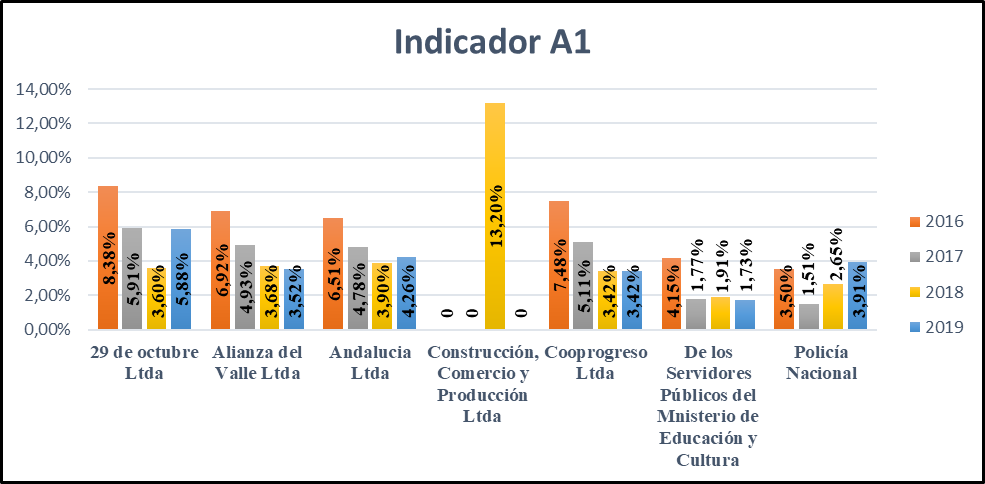 Indicador A1
14,00%
12,00%
10,00%
8,00%
6,00%
4,00%
2,00%
0,00%
8,38%
5,91%
3,60%
5,88%
6,92%
4,93%
3,68%
3,52%
6,51%
4,78%
3,90%
4,26%
0
0
13,20%
0
7,48%
5,11%
3,42%
3,42%
4,15%
1,77%
1,91%
1,73%
3,50%
1,51%
2,65%
3,91%
29 de octubre
Ltda
Alianza del
Valle Ltda
Andalucia
Ltda
Construcción,
Comercio y
Producción
Ltda
Cooprogreso
Ltda
De los
Servidores
Públicos del
Mnisterio de
Educación y
Cultura
Policía
Nacional
2016
2017
2018
2019